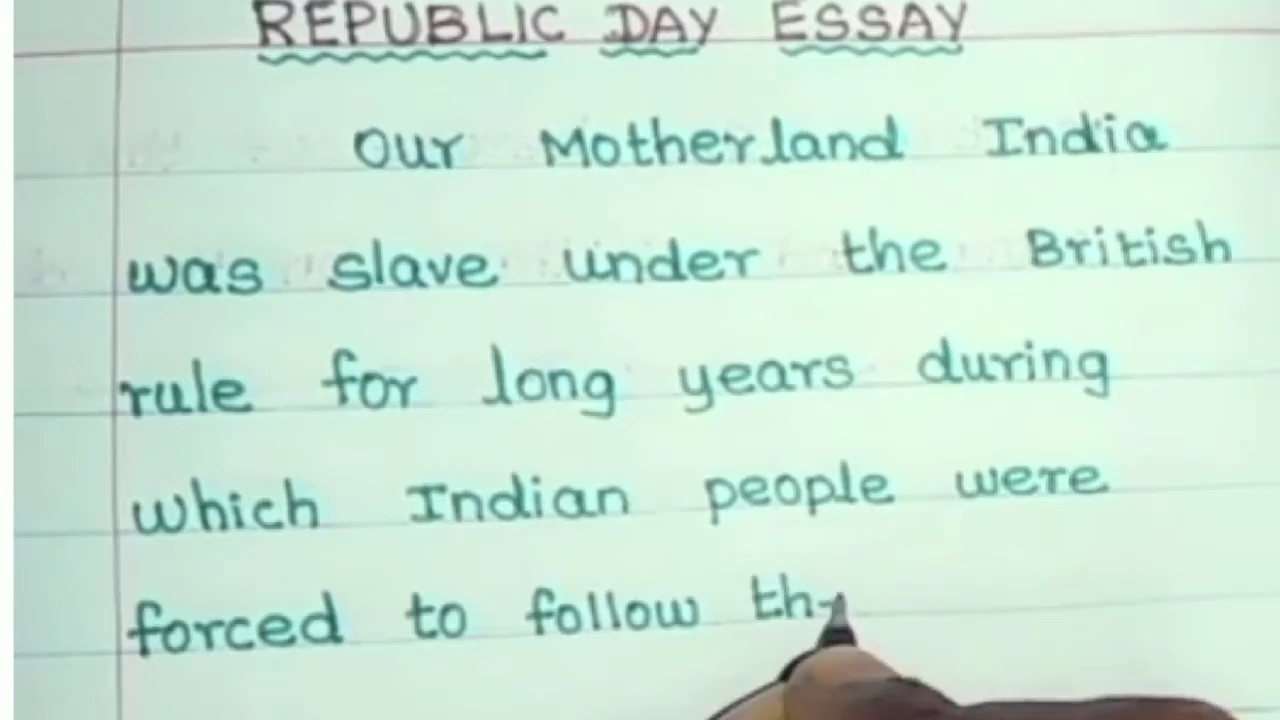 REPUBLIC DAY ESSAY
Our Motherland India
was slave under the British
rule for long years during
which Indian people were
forced to follow th